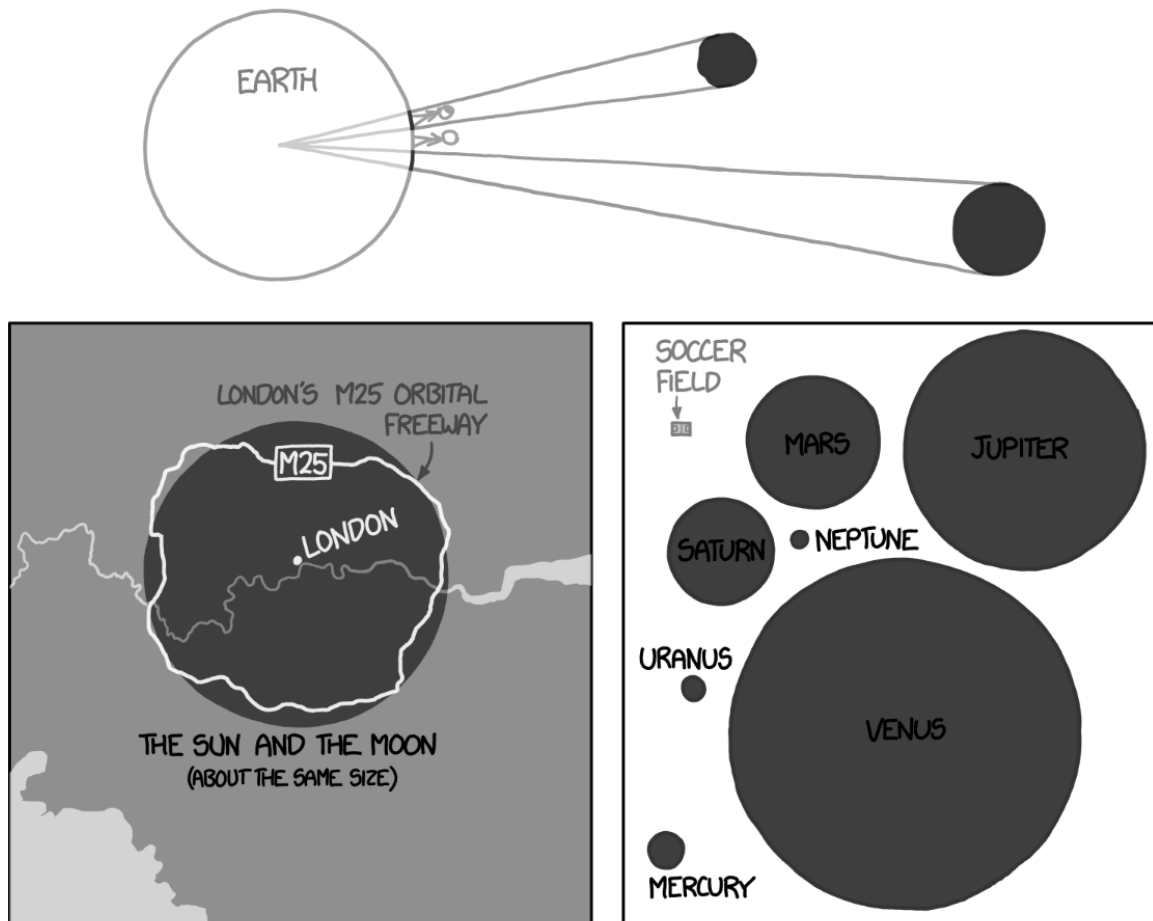 EARTH
LONDON'S M25 ORBITAL
FREEWAY
M25
LONDON
THE SUN AND THE MOON
(ABOUT THE SAME SIZE)
SOCCER
FIELD
MARS
JUPITER
SATURN
NEPTUNE
URANUS
VENUS
MERCURY